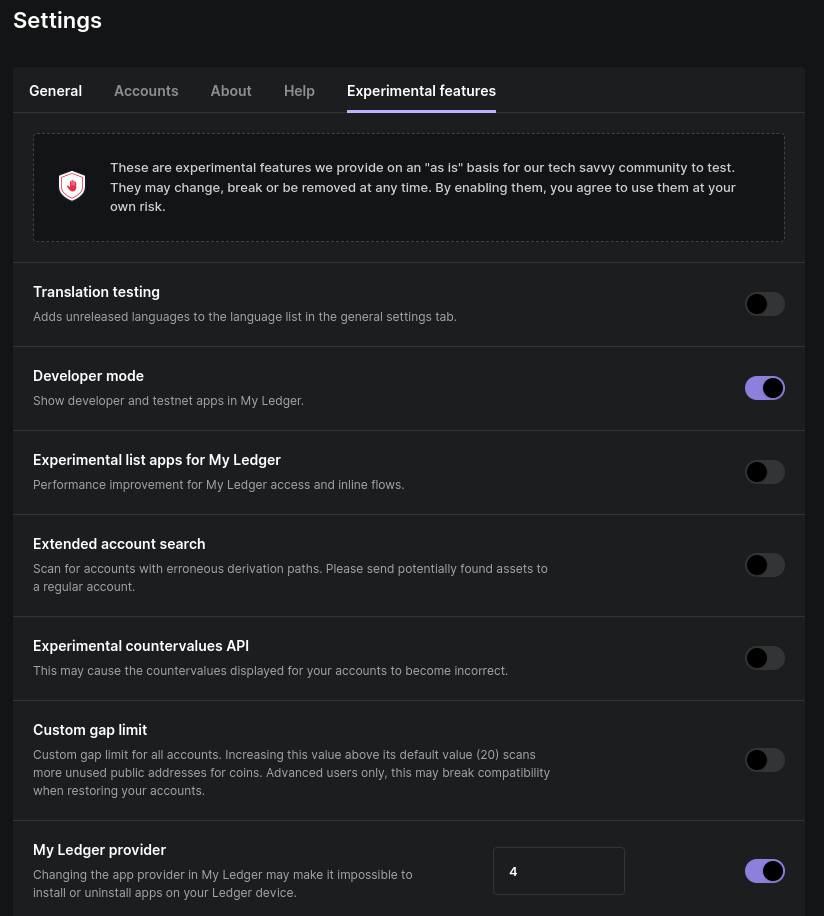 Settings
General Accounts About Help Experimental features
These are experimental features we provide on an "as is" basis for our tech savvy community to test.
They may change, break or be removed at any time. By enabling them, you agree to use them at your
own risk.
Translation testing
Adds unreleased languages to the language list in the general settings tab.
Developer mode
Show developer and testnet apps in My Ledger.
Experimental list apps for My Ledger
Performance improvement for My Ledger access and inline flows.
Extended account search
Scan for accounts with erroneous derivation paths. Please send potentially found assets to
a regular account.
Experimental countervalues API
This may cause the countervalues displayed for your accounts to become incorrect.
Custom gap limit
Custom gap limit for all accounts. Increasing this value above its default value (20) scans
more unused public addresses for coins. Advanced users only, this may break compatibility
when restoring your accounts.
My Ledger provider
Changing the app provider in My Ledger may make it impossible to
install or uninstall apps on your Ledger device.
4